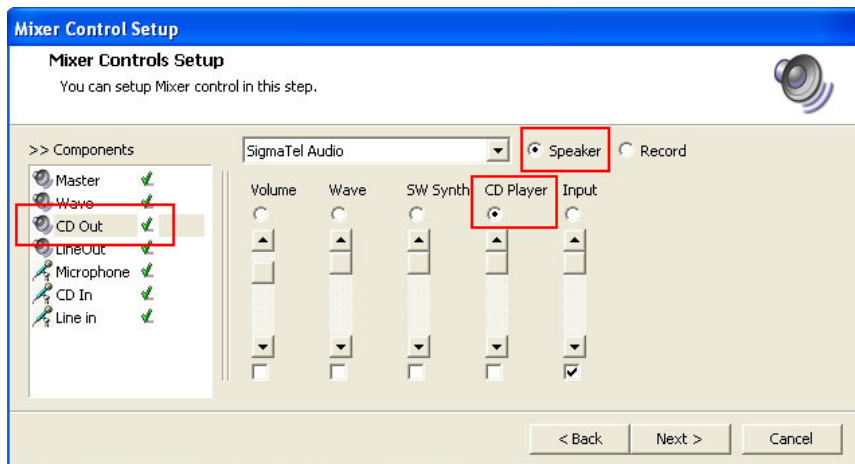 Mixer Control Setup
Mixer Controls Setup
You can setup Mixer control in this step.
>> Components
SigmaTel Audio
Speaker
Record
Master
Wave
CD Out
LineOut
Microphone
CD In
Line in
Volume
Wave
SW Synth
CD Player
Input
< Back
Next >
Cancel